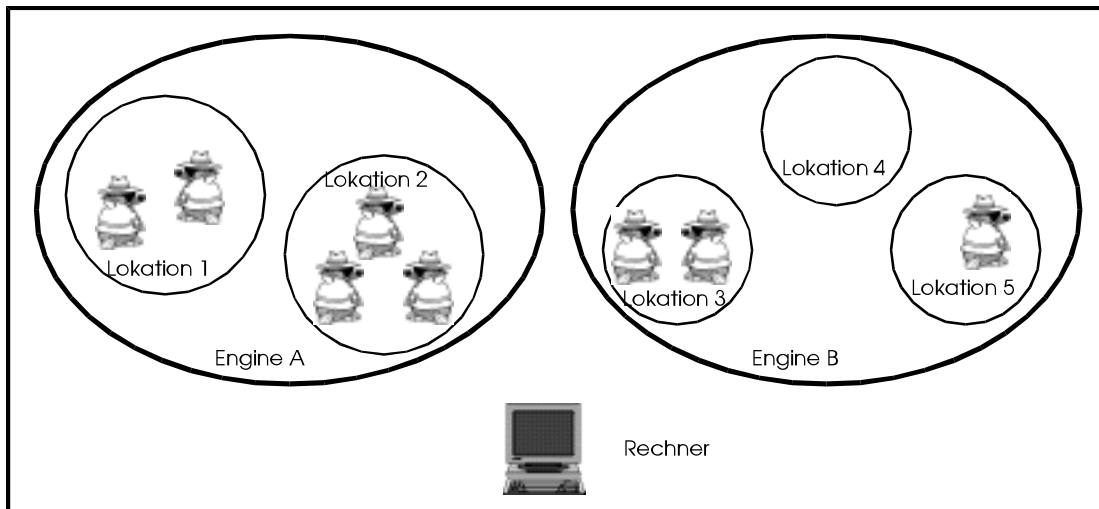 Lokation 1
Lokation 2
Engine A
Lokation 4
Lokation 3
Lokation 5
Engine B
Rechner